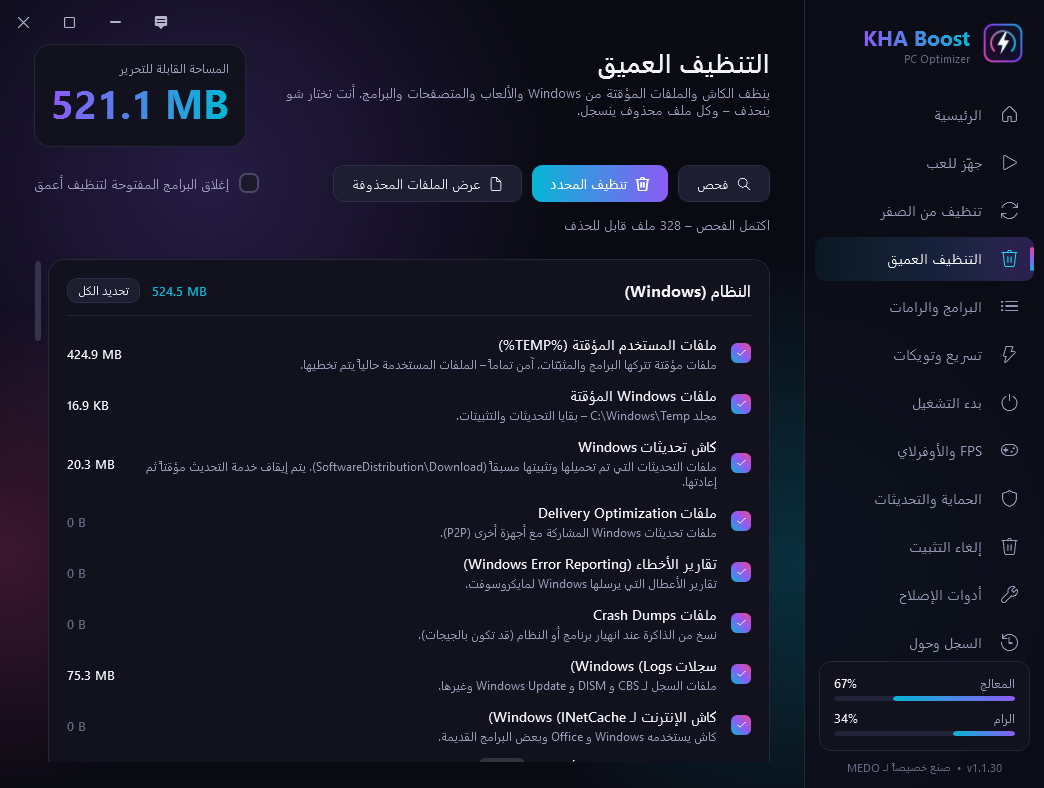 KHA Boost
PC Optimizer
الرئيسية
جهّز للعب
تنظيف من الصفر
التنظيف العميق
البرامج والرامات
تسريع وتويكات
بدء التشغيل
FPS والأوفرلاي
الحماية والتحديثات
إلغاء التثبيت
أدوات الإصلاح
السجل وحول
المعالج 67%
الرام 34%
v1.1.30 • صنع خصيصاً لـ MEDO
التنظيف العميق
ينظف الكاش والملفات المؤقتة من Windows والألعاب والمتصفحات والبرامج. أنت تختار شو
ينحذف – وكل ملف محذوف ينسجل.
المساحة القابلة للتحرير
521.1 MB
فحص
تنظيف المحدد
عرض الملفات المحذوفة
إغلاق البرامج المفتوحة لتنظيف أعمق
اكتمل الفحص – 328 ملف قابل للحذف
النظام (Windows)
524.5 MB
تحديد الكل
ملفات المستخدم المؤقتة (%TEMP%)
ملفات مؤقتة تتركها البرامج والمثبّتات. آمن تماماً – الملفات المستخدمة حالياً يتم تخطيها.
424.9 MB
ملفات Windows المؤقتة
مجلد C:\Windows\Temp – بقايا التحديثات والتثبيتات.
16.9 KB
كاش تحديثات Windows
ملفات التحديثات التي تم تحميلها وتثبيتها مسبقاً (SoftwareDistribution\Download). يتم إيقاف خدمة التحديث مؤقتاً ثم
إعادتها.
20.3 MB
ملفات Delivery Optimization
ملفات تحديثات Windows المشاركة مع أجهزة أخرى (P2P).
0 B
تقارير الأخطاء (Windows Error Reporting)
تقارير الأعطال التي يرسلها Windows لمايكروسوفت.
0 B
ملفات Crash Dumps
نسخ من الذاكرة عند انهيار برنامج أو النظام (قد تكون بالجيجات).
0 B
سجلات Windows (Logs)
ملفات السجل لـ CBS و DISM و Windows Update وغيرها.
75.3 MB
كاش الإنترنت لـ Windows (INetCache)
كاش يستخدمه Windows و Office وبعض البرامج القديمة.
0 B